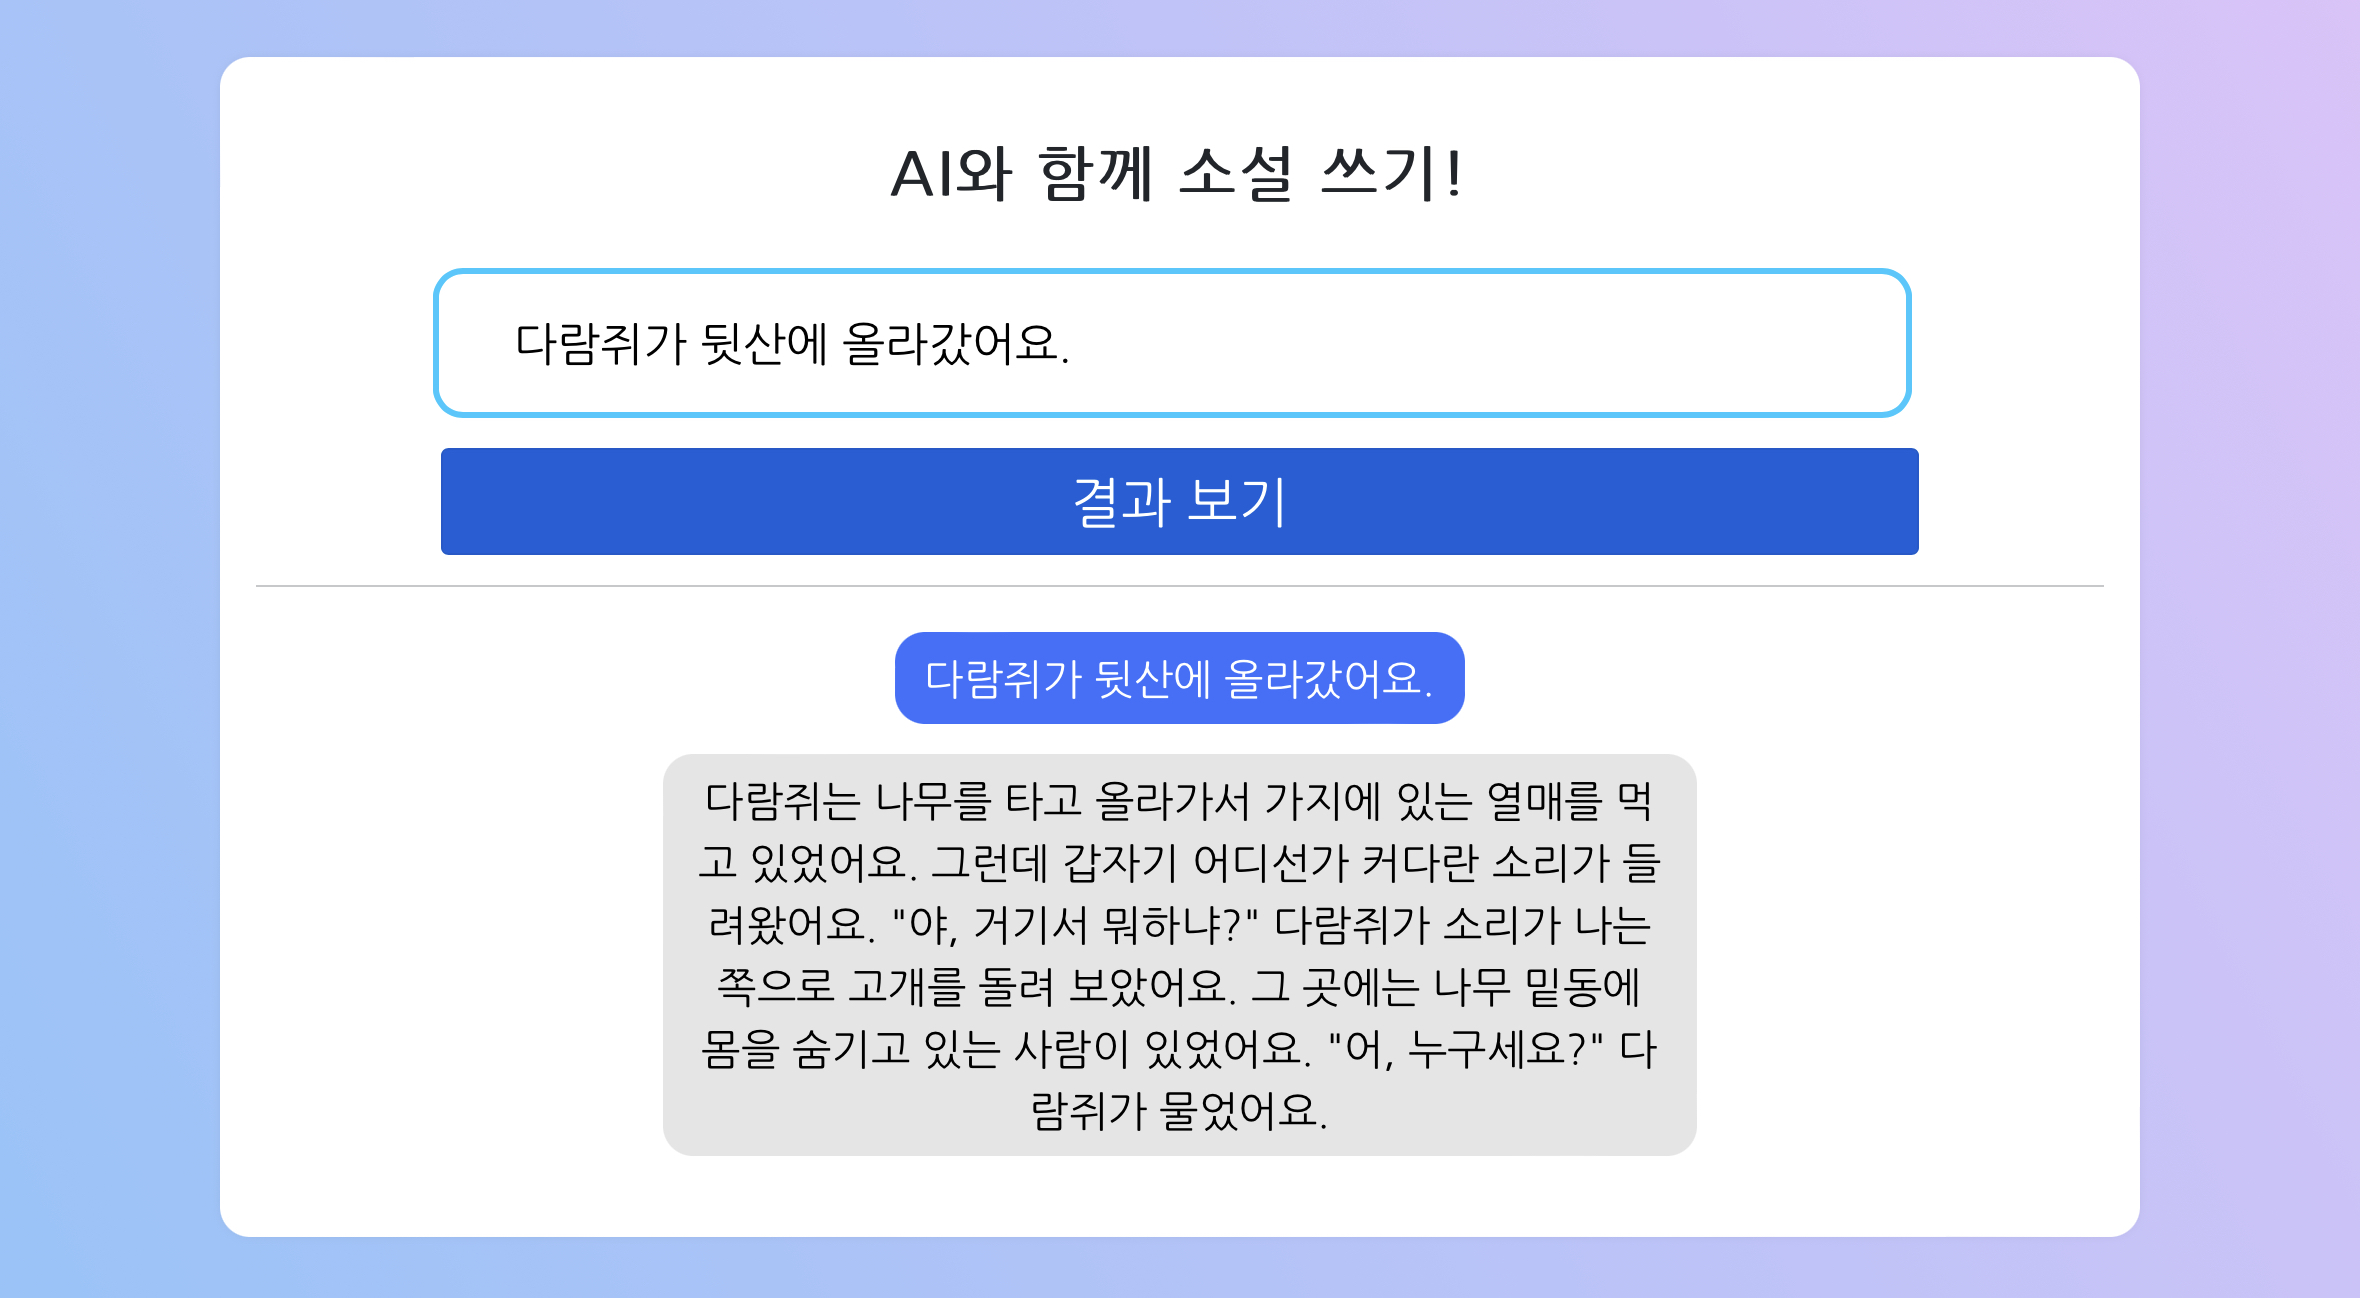 AI와 함께 소설 쓰기!
다람쥐가 뒷산에 올라갔어요.
결과 보기
다람쥐가 뒷산에 올라갔어요.
다람쥐는 나무를 타고 올라가서 가지에 있는 열매를 먹
고 있었어요. 그런데 갑자기 어디선가 커다란 소리가 들
려왔어요. "야, 거기서 뭐하냐?" 다람쥐가 소리가 나는
쪽으로 고개를 돌려 보았어요. 그 곳에는 나무 밑동에
몸을 숨기고 있는 사람이 있었어요. "어, 누구세요?" 다
람쥐가 물었어요.